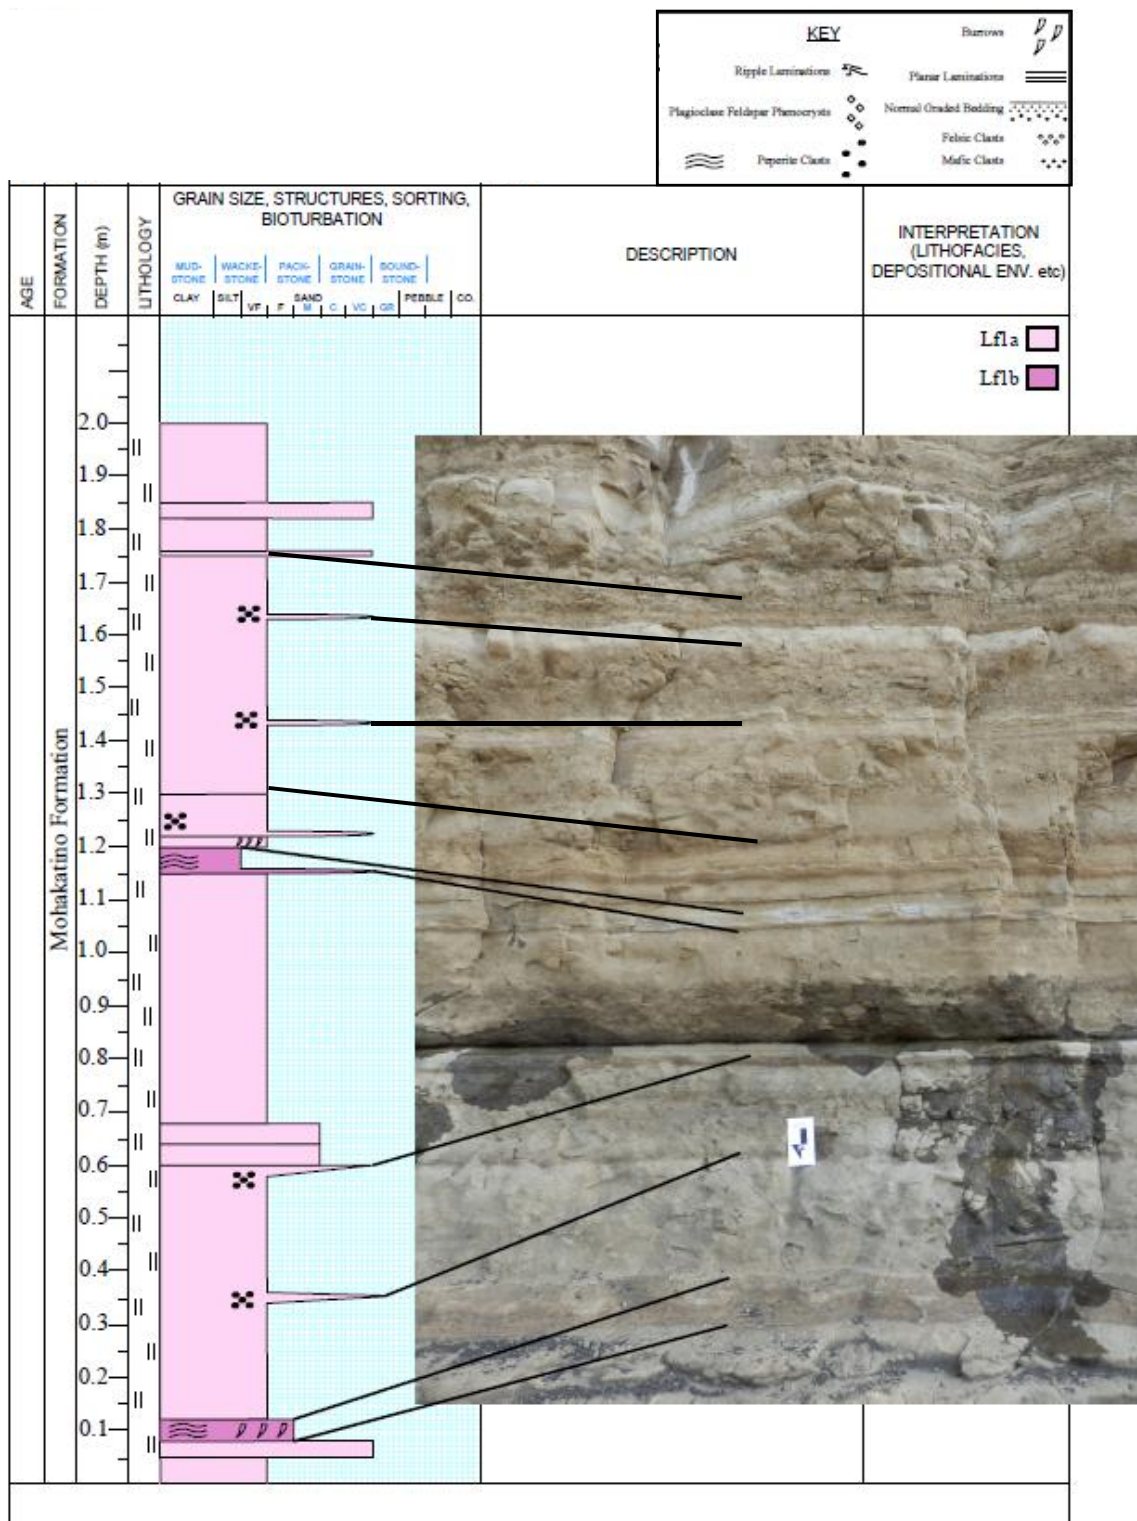 KEY
Burrows
Ripple Laminations
Planar Laminations
Plagioclase Feldspar Phenocrysts
Normal Graded Bedding
Felsic Clasts
Peperite Clasts
Mafic Clasts
AGE
FORMATION
DEPTH (m)
LITHOLOGY
GRAIN SIZE, STRUCTURES, SORTING,
BIOTURBATION
MUD-
STONE
WACKE-
STONE
PACK-
STONE
GRAIN-
STONE
BOUND-
STONE
CLAY SILT SAND PEBBLE CO.
VF F M C VC GR
DESCRIPTION
INTERPRETATION
(LITHOFACIES,
DEPOSITIONAL ENV. etc)
Lf1a
Lf1b
Mohakatino Formation
2.0
1.9
1.8
1.7
1.6
1.5
1.4
1.3
1.2
1.1
1.0
0.9
0.8
0.7
0.6
0.5
0.4
0.3
0.2
0.1